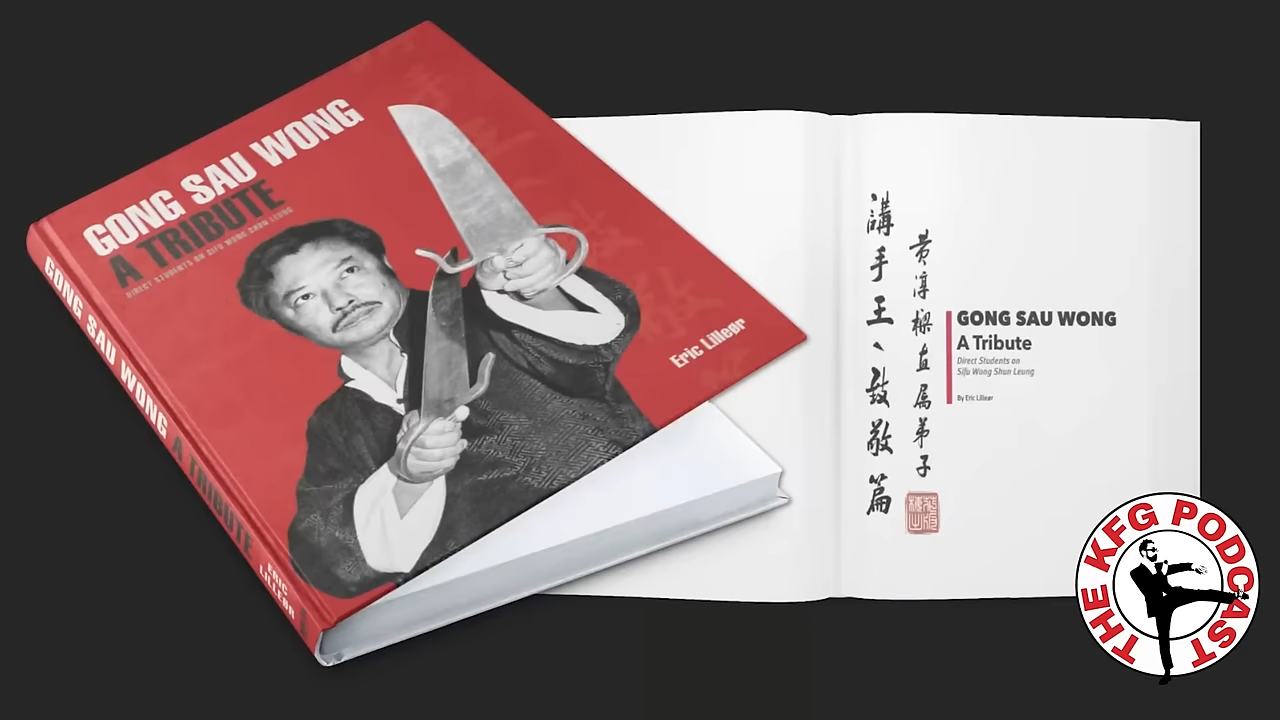 GONG SAU WONG
A TRIBUTE
DIRECT STUDENTS ON SIFU WONG SHUN LEUNG
Eric Lilleør
GONG SAU WONG A TRIBUTE
ERIC LILLEØR
講手王、致敬篇
黄淳樑直属弟子
GONG SAU WONG
A Tribute
Direct Students on
Sifu Wong Shun Leung
By Eric Lilleør
THE KFG PODCAST